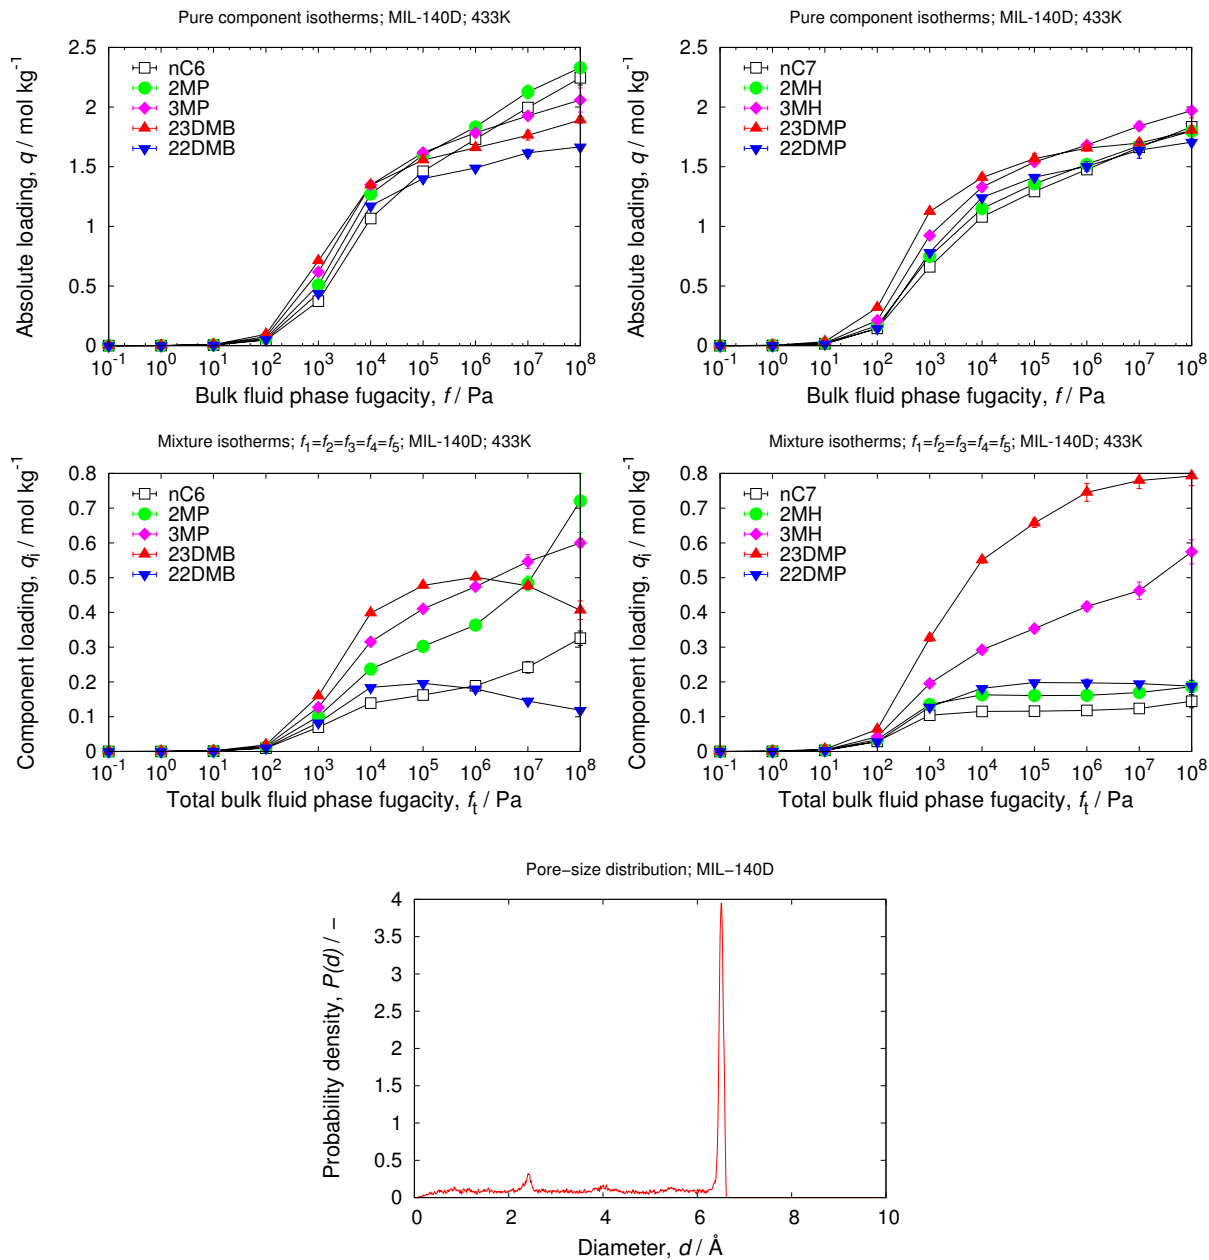 Pure component isotherms; MIL-140D; 433K
Absolute loading, q / mol kg⁻¹
2.5
2
1.5
1
0.5
0
nC6
2MP
3MP
23DMB
22DMB
10⁻¹ 10⁰ 10¹ 10² 10³ 10⁴ 10⁵ 10⁶ 10⁷ 10⁸
Bulk fluid phase fugacity, f / Pa
Pure component isotherms; MIL-140D; 433K
Absolute loading, q / mol kg⁻¹
2.5
2
1.5
1
0.5
0
nC7
2MH
3MH
23DMP
22DMP
10⁻¹ 10⁰ 10¹ 10² 10³ 10⁴ 10⁵ 10⁶ 10⁷ 10⁸
Bulk fluid phase fugacity, f / Pa
Mixture isotherms; f₁=f₂=f₃=f₄=f₅; MIL-140D; 433K
Component loading, qᵢ / mol kg⁻¹
0.8
0.7
0.6
0.5
0.4
0.3
0.2
0.1
0
nC6
2MP
3MP
23DMB
22DMB
10⁻¹ 10⁰ 10¹ 10² 10³ 10⁴ 10⁵ 10⁶ 10⁷ 10⁸
Total bulk fluid phase fugacity, fₜ / Pa
Mixture isotherms; f₁=f₂=f₃=f₄=f₅; MIL-140D; 433K
Component loading, qᵢ / mol kg⁻¹
0.8
0.7
0.6
0.5
0.4
0.3
0.2
0.1
0
nC7
2MH
3MH
23DMP
22DMP
10⁻¹ 10⁰ 10¹ 10² 10³ 10⁴ 10⁵ 10⁶ 10⁷ 10⁸
Total bulk fluid phase fugacity, fₜ / Pa
Pore−size distribution; MIL−140D
Probability density, P(d) / −
4
3.5
3
2.5
2
1.5
1
0.5
0
0 2 4 6 8 10
Diameter, d / Å